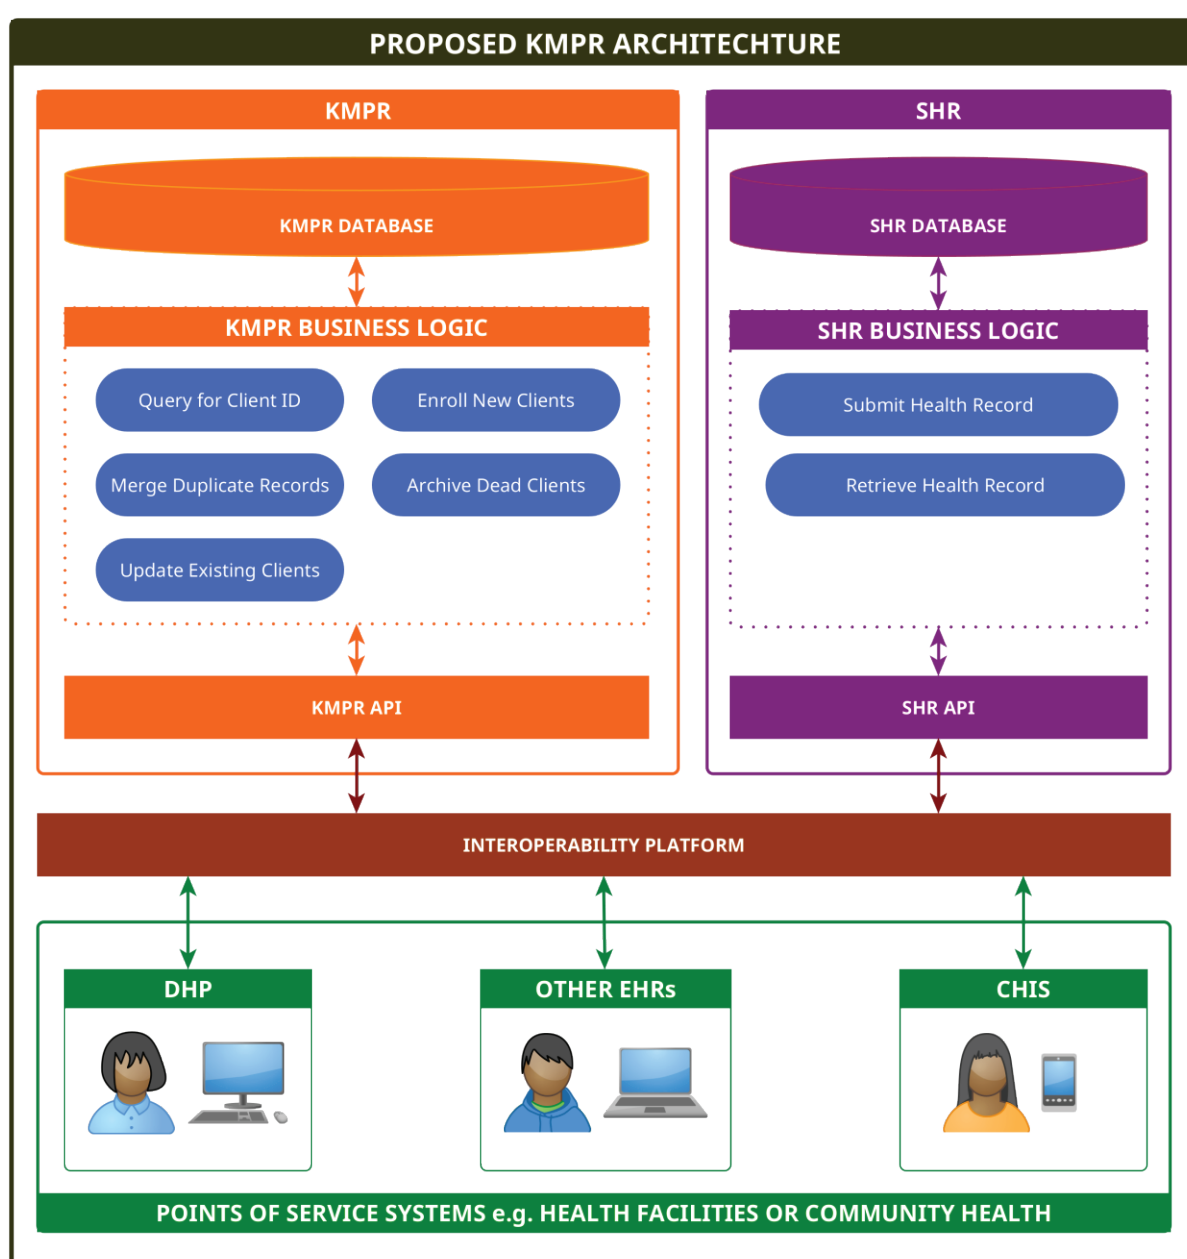 PROPOSED KMPR ARCHITECHTURE
KMPR
KMPR DATABASE
KMPR BUSINESS LOGIC
Query for Client ID
Enroll New Clients
Merge Duplicate Records
Archive Dead Clients
Update Existing Clients
KMPR API
SHR
SHR DATABASE
SHR BUSINESS LOGIC
Submit Health Record
Retrieve Health Record
SHR API
INTEROPERABILITY PLATFORM
DHP
OTHER EHRs
CHIS
POINTS OF SERVICE SYSTEMS e.g. HEALTH FACILITIES OR COMMUNITY HEALTH